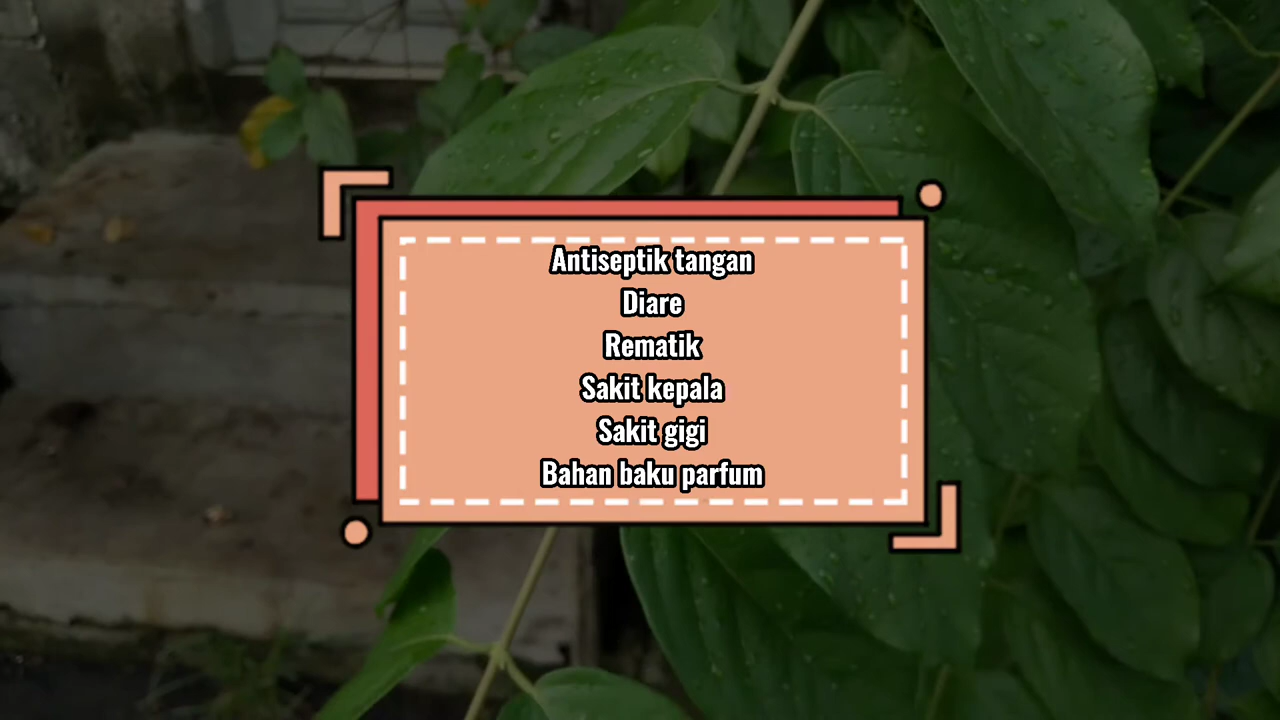 Antiseptik tangan
Diare
Rematik
Sakit kepala
Sakit gigi
Bahan baku parfum